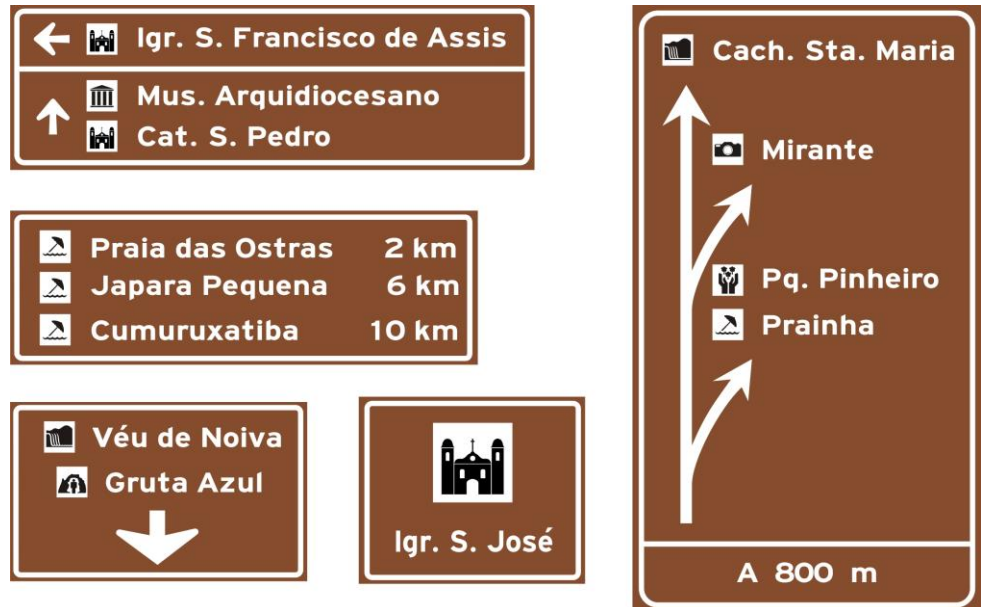 Igr. S. Francisco de Assis
Mus. Arquidiocesano
Cat. S. Pedro
Praia das Ostras 2 km
Japara Pequena 6 km
Cumuruxatiba 10 km
Véu de Noiva
Gruta Azul
Igr. S. José
Cach. Sta. Maria
Mirante
Pq. Pinheiro
Prainha
A 800 m